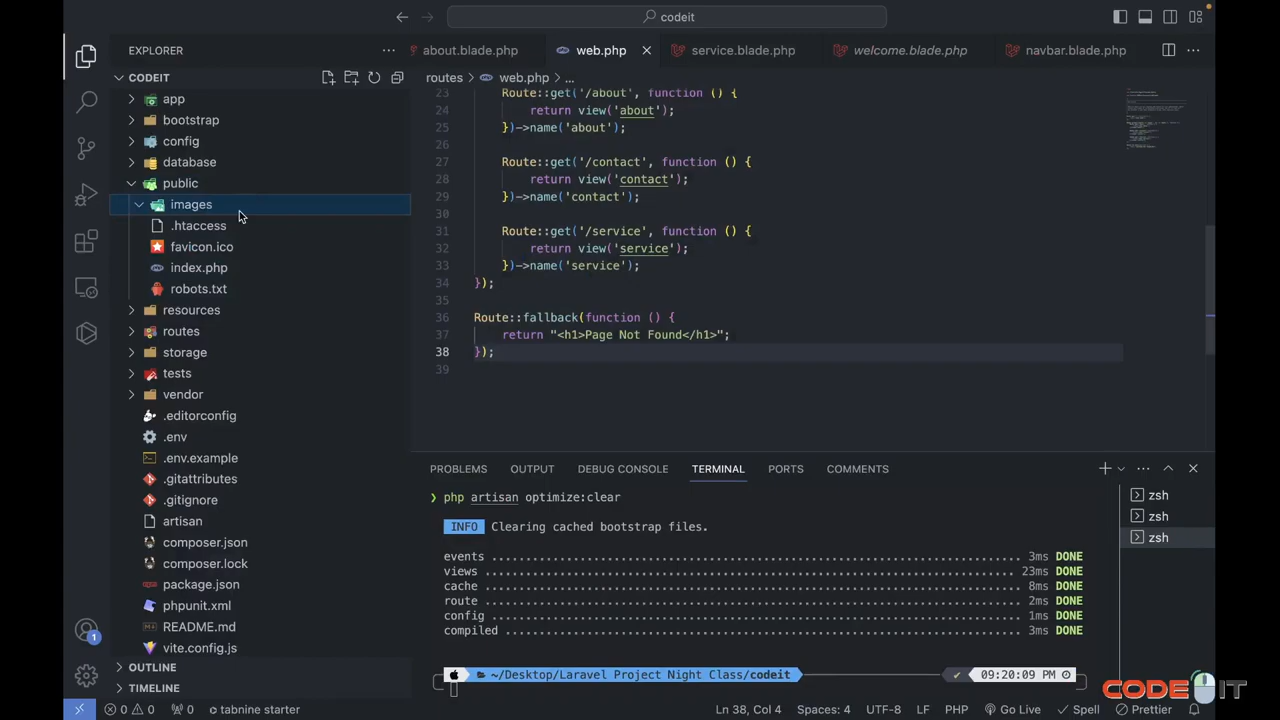 codeit
EXPLORER
about.blade.php
web.php
service.blade.php
welcome.blade.php
navbar.blade.php
CODEIT
app
bootstrap
config
database
public
images
.htaccess
favicon.ico
index.php
robots.txt
resources
routes
storage
tests
vendor
.editorconfig
.env
.env.example
.gitattributes
.gitignore
artisan
composer.json
composer.lock
package.json
phpunit.xml
README.md
vite.config.js
OUTLINE
TIMELINE
routes > web.php > ...
23 Route::get('/about', function () {
24 return view('about');
25 })->name('about');
26
27 Route::get('/contact', function () {
28 return view('contact');
29 })->name('contact');
30
31 Route::get('/service', function () {
32 return view('service');
33 })->name('service');
34 });
35
36 Route::fallback(function () {
37 return "<h1>Page Not Found</h1>";
38 });
39
PROBLEMS OUTPUT DEBUG CONSOLE TERMINAL PORTS COMMENTS
❯ php artisan optimize:clear
INFO Clearing cached bootstrap files.
events ........ 3ms DONE
views ........ 23ms DONE
cache ........ 8ms DONE
route ........ 2ms DONE
config ........ 1ms DONE
compiled ........ 3ms DONE
~/Desktop/Laravel Project Night Class/codeit
✔ 09:20:09 PM
zsh
zsh
zsh
1
CODE IT
0 0 0 tabnine starter
Ln 38, Col 4 Spaces: 4 UTF-8 LF PHP Go Live Spell Prettier